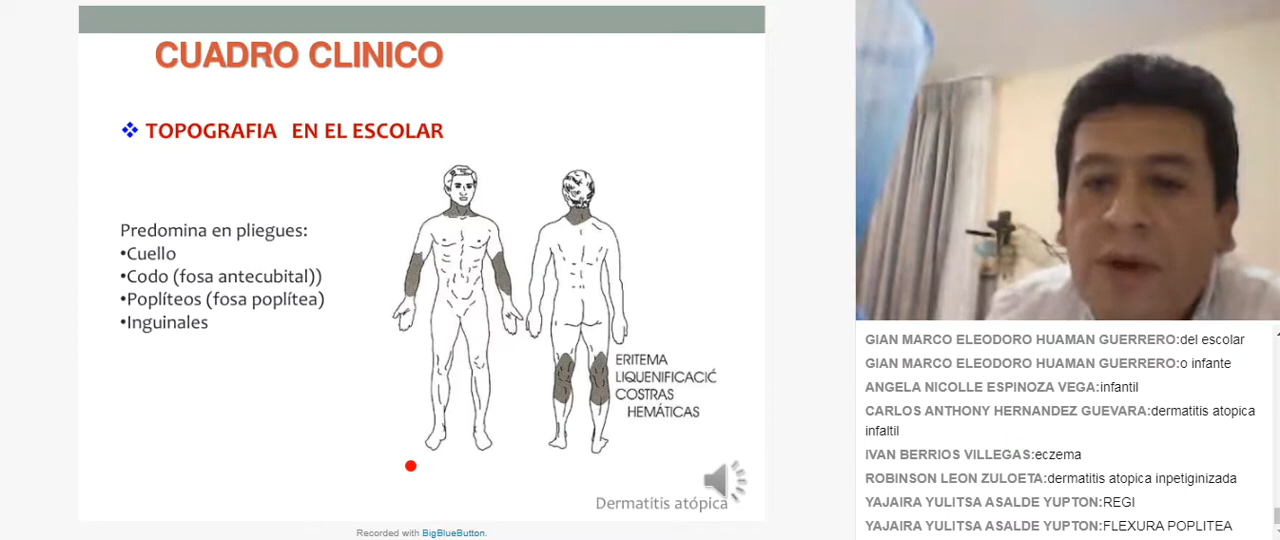 CUADRO CLINICO
❖ TOPOGRAFIA EN EL ESCOLAR
Predomina en pliegues:
•Cuello
•Codo (fosa antecubital))
•Poplíteos (fosa poplítea)
•Inguinales
ERITEMA
LIQUENIFICACIÓ
COSTRAS
HEMÁTICAS
Dermatitis atópica
Recorded with BigBlueButton.
GIAN MARCO ELEODORO HUAMAN GUERRERO:del escolar
GIAN MARCO ELEODORO HUAMAN GUERRERO:o infante
ANGELA NICOLLE ESPINOZA VEGA:infantil
CARLOS ANTHONY HERNANDEZ GUEVARA:dermatitis atopica
infaltil
IVAN BERRIOS VILLEGAS:eczema
ROBINSON LEON ZULOETA:dermatitis atopica inpetiginizada
YAJAIRA YULITSA ASALDE YUPTON:REGI
YAJAIRA YULITSA ASALDE YUPTON:FLEXURA POPLITEA